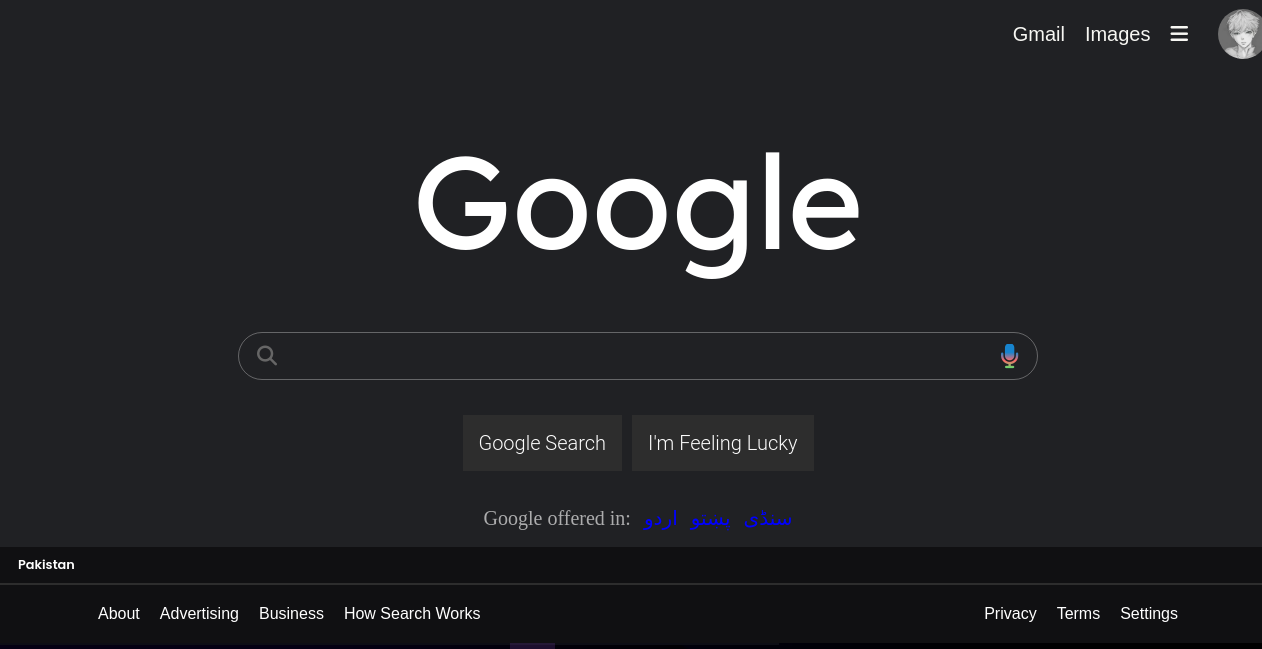 Gmail Images
Google
Google Search I'm Feeling Lucky
Google offered in: اردو پستو سنڌي
Pakistan
About Advertising Business How Search Works Privacy Terms Settings